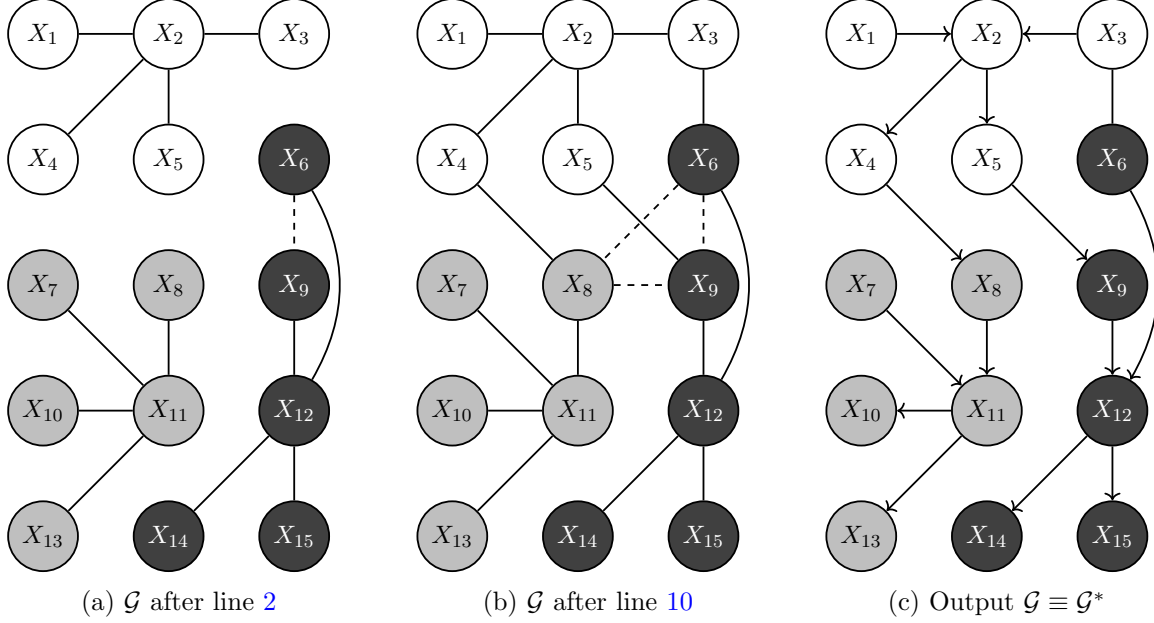 X₁ X₂ X₃
X₄ X₅ X₆
X₇ X₈ X₉
X₁₀ X₁₁ X₁₂
X₁₃ X₁₄ X₁₅
(a) 𝒢 after line 2
X₁ X₂ X₃
X₄ X₅ X₆
X₇ X₈ X₉
X₁₀ X₁₁ X₁₂
X₁₃ X₁₄ X₁₅
(b) 𝒢 after line 10
X₁ X₂ X₃
X₄ X₅ X₆
X₇ X₈ X₉
X₁₀ X₁₁ X₁₂
X₁₃ X₁₄ X₁₅
(c) Output 𝒢 ≡ 𝒢*